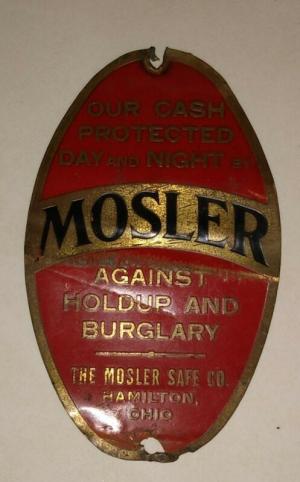 OUR CASH
PROTECTED
DAY AND NIGHT BY
MOSLER
AGAINST
HOLDUP AND
BURGLARY
THE MOSLER SAFE CO.
HAMILTON,
OHIO